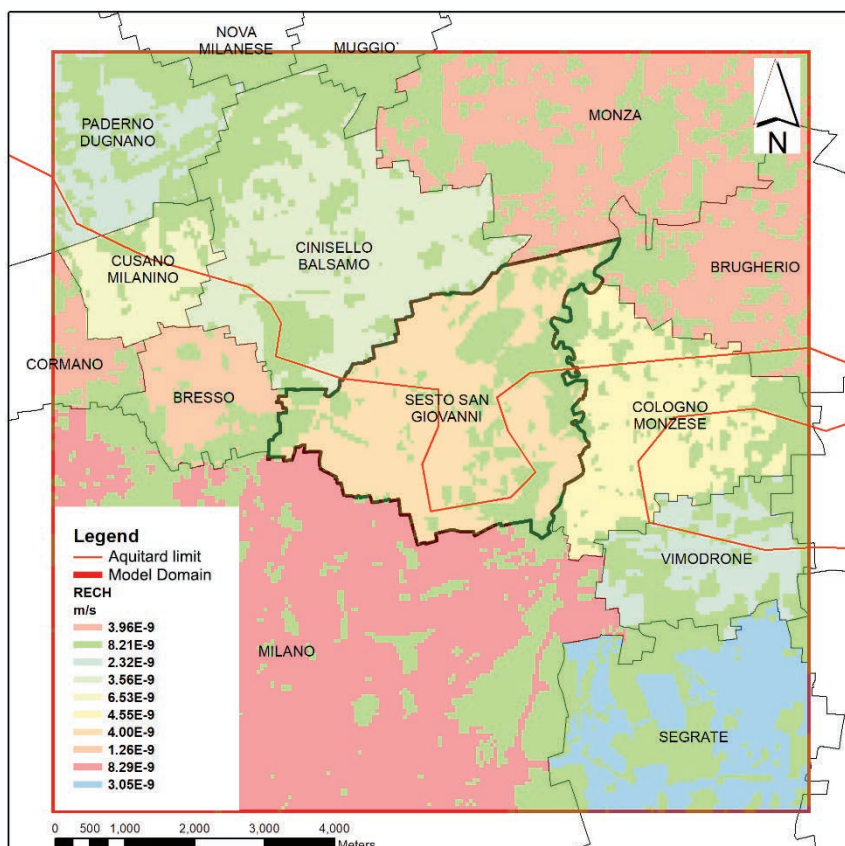 NOVA
MILANESE
MUGGIO`
PADERNO
DUGNANO
MONZA
N
CINISELLO
BALSAMO
CUSANO
MILANINO
BRUGHERIO
CORMANO
BRESSO
SESTO SAN
GIOVANNI
COLOGNO
MONZESE
VIMODRONE
MILANO
SEGRATE
Legend
Aquitard limit
Model Domain
RECH
m/s
3.96E-9
8.21E-9
2.32E-9
3.56E-9
6.53E-9
4.55E-9
4.00E-9
1.26E-9
8.29E-9
3.05E-9
0 500 1,000 2,000 3,000 4,000
Meters